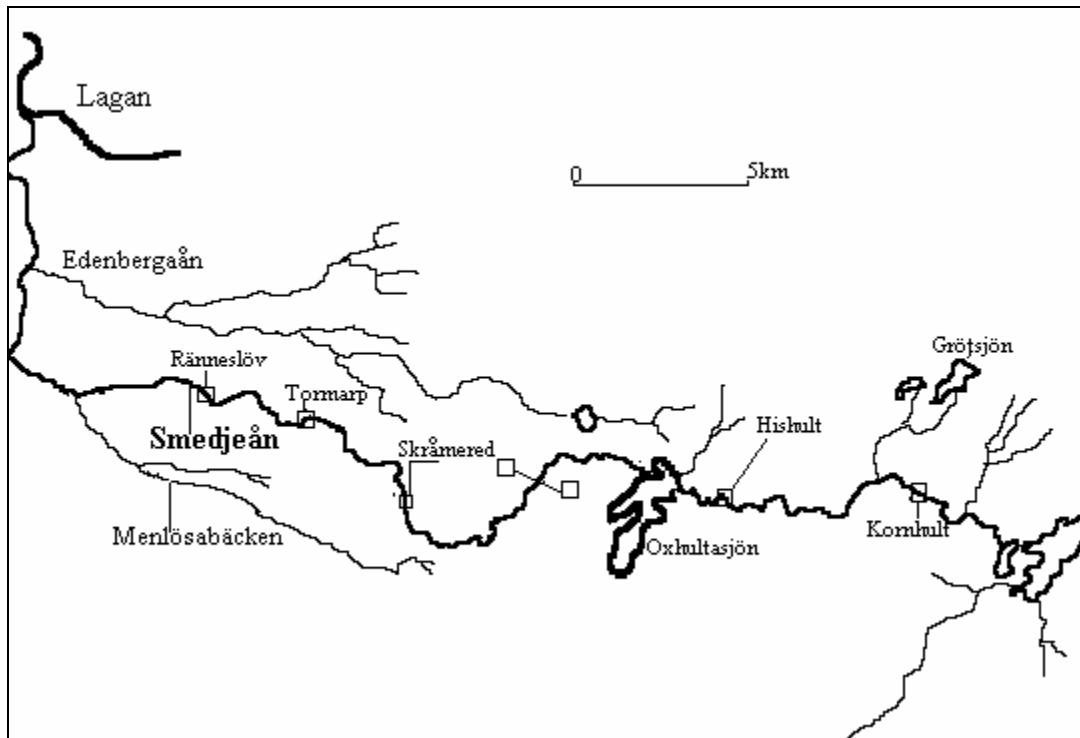 Lagan
0 5km
Edenbergaån
Grötsjön
Ränneslöv
Tormarp
Hishult
Smedjeån
Skråmered
Kornhult
Menlösabäcken
Oxhultasjön